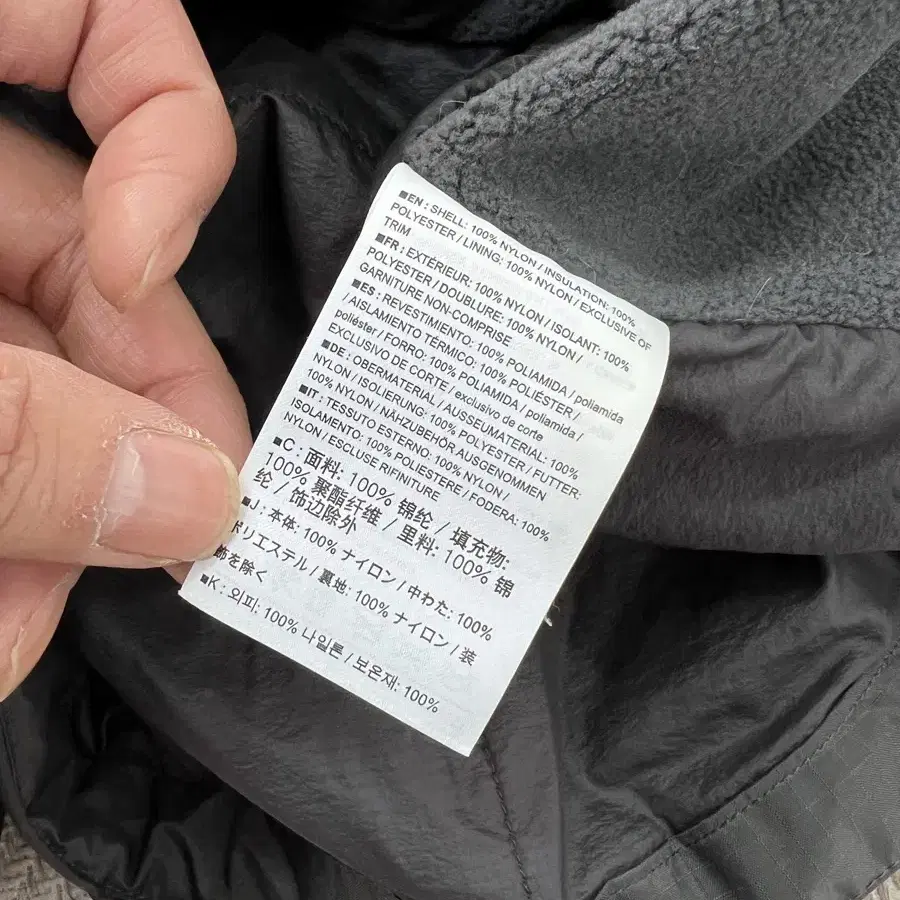 ■EN : SHELL: 100% NYLON / INSULATION: 100%
POLYESTER / LINING: 100% NYLON / EXCLUSIVE OF
TRIM
■FR : EXTÉRIEUR: 100% NYLON / ISOLANT: 100%
POLYESTER / DOUBLURE: 100% NYLON /
GARNITURE NON-COMPRISE
■ES : REVESTIMIENTO: 100% POLIAMIDA / poliamida
/ AISLAMIENTO TÉRMICO: 100% POLIÉSTER /
poliéster / FORRO: 100% POLIAMIDA / poliamida /
EXCLUSIVO DE CORTE / exclusivo de corte
■DE : OBERMATERIAL / AUSSEUMATERIAL: 100%
NYLON / ISOLIERUNG: 100% POLYESTER / FUTTER:
100% NYLON / NÄHZUBEHÖR AUSGENOMMEN
■IT : TESSUTO ESTERNO: 100% NYLON /
ISOLAMENTO: 100% POLIESTERE / FODERA: 100%
NYLON / ESCLUSE RIFINITURE
■C : 面料: 100% 锦纶 / 填充物:
100% 聚酯纤维 / 里料: 100% 锦
纶 / 饰边除外
■J : 本体: 100% ナイロン / 中わた: 100%
ポリエステル / 裏地: 100% ナイロン / 装
飾を除く
■K : 외피: 100% 나일론 / 보온재: 100%